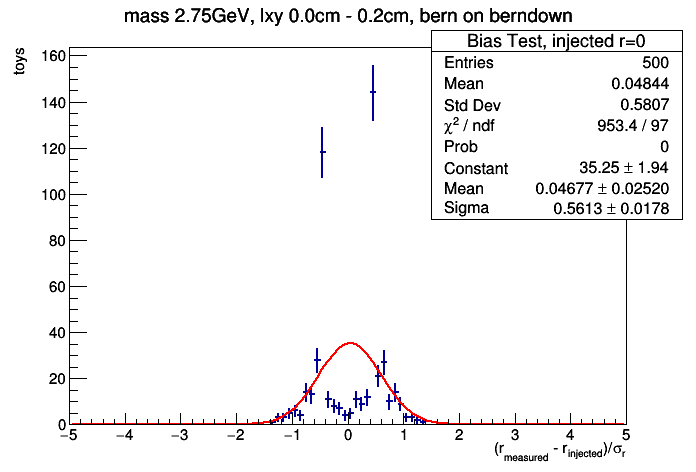 mass 2.75GeV, lxy 0.0cm - 0.2cm, bern on berndown
Bias Test, injected r=0
Entries 500
Mean 0.04844
Std Dev 0.5807
χ² / ndf 953.4 / 97
Prob 0
Constant 35.25 ± 1.94
Mean 0.04677 ± 0.02520
Sigma 0.5613 ± 0.0178
toys
160
140
120
100
80
60
40
20
0
−5 −4 −3 −2 −1 0 1 2 3 4 5
(r_measured - r_injected)/σ_r